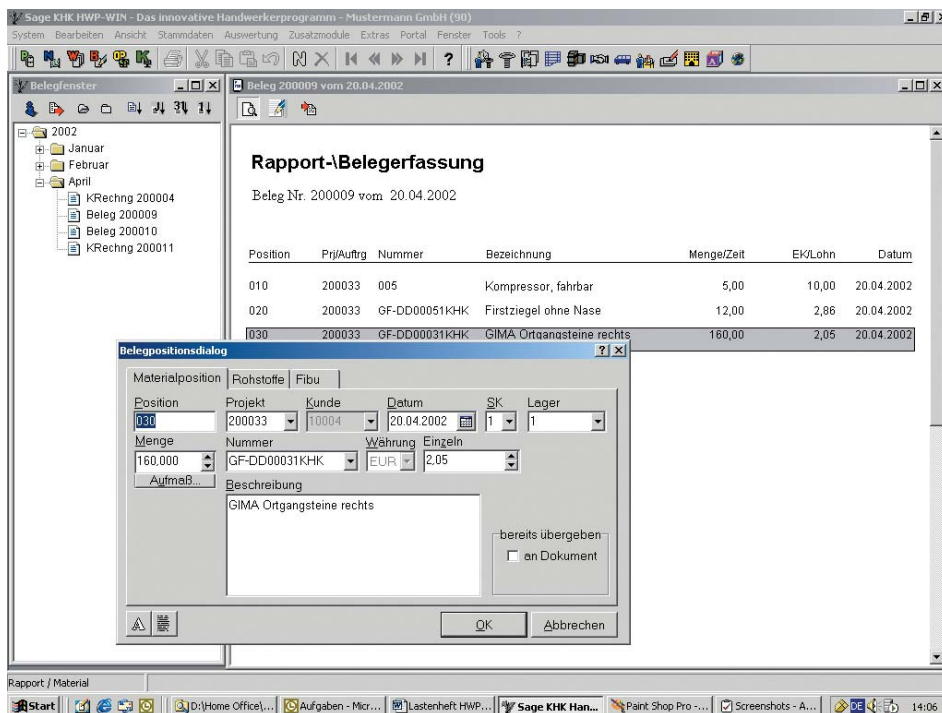 Sage KHK HWP-WIN - Das innovative Handwerkerprogramm - Mustermann GmbH (90)
System Bearbeiten Ansicht Stammdaten Auswertung Zusatzmodule Extras Portal Fenster Tools ?
Belegfenster
2002
Januar
Februar
April
KRechng 200004
Beleg 200009
Beleg 200010
KRechng 200011
Beleg 200009 vom 20.04.2002
Rapport-\Belegerfassung
Beleg Nr. 200009 vom 20.04.2002
Position Prj/Auftrg Nummer Bezeichnung Menge/Zeit EK/Lohn Datum
010 200033 005 Kompressor, fahrbar 5,00 10,00 20.04.2002
020 200033 GF-DD00051KHK Firstziegel ohne Nase 12,00 2,86 20.04.2002
030 200033 GF-DD00031KHK GIMA Ortgangsteine rechts 160,00 2,05 20.04.2002
Belegpositionsdialog
Materialposition Rohstoffe Fibu
Position Projekt Kunde Datum SK Lager
030 200033 10004 20.04.2002 1 1
Menge Nummer Währung Einzeln
160,000 GF-DD00031KHK EUR 2,05
Aufmaß... Beschreibung
GIMA Ortgangsteine rechts
bereits übergeben
an Dokument
OK Abbrechen
Rapport / Material
Start D:\Home Office\... Aufgaben - Micr... Lastenheft HWP... Sage KHK Han... Paint Shop Pro -... Screenshots - A... DE 14:06